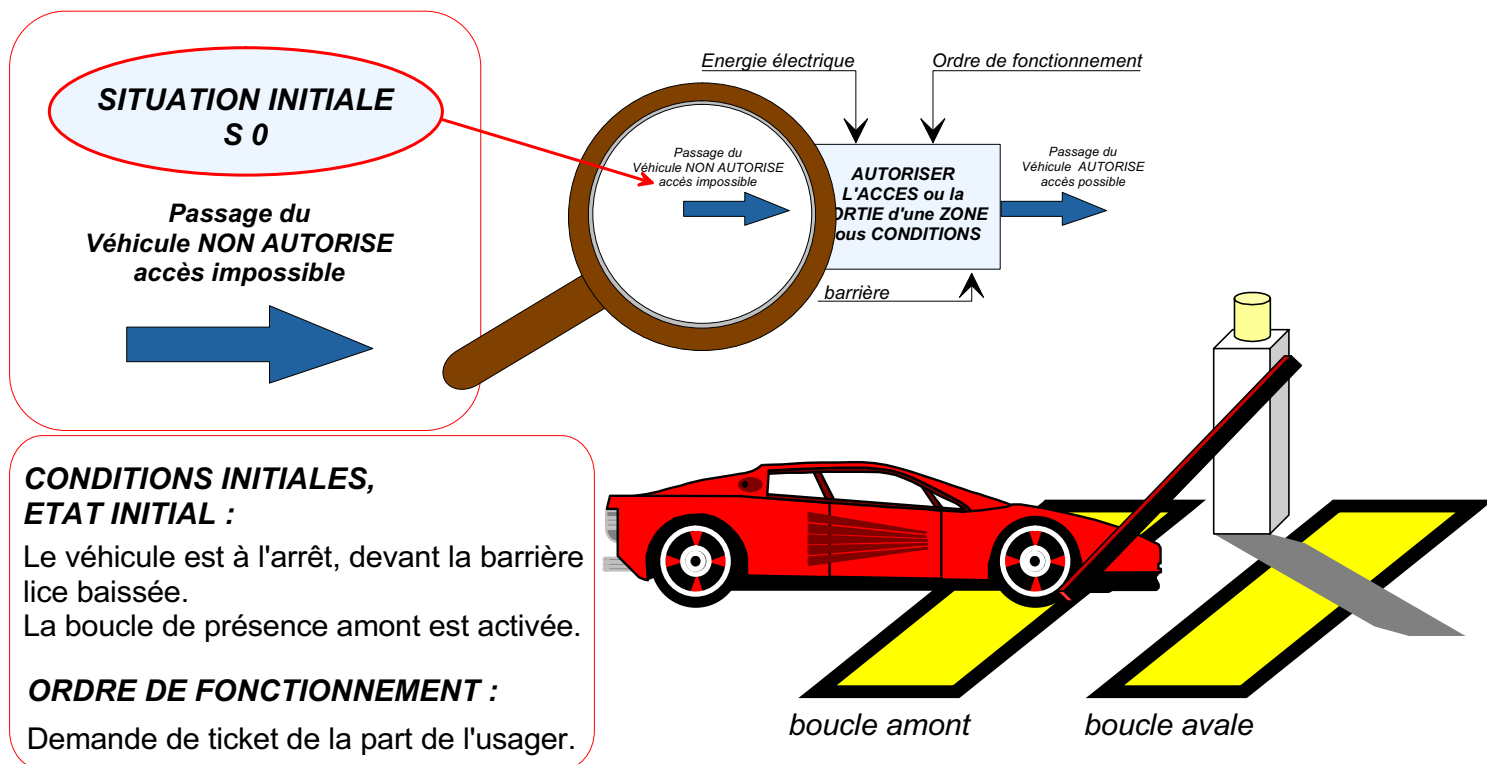 SITUATION INITIALE
S 0
Passage du
Véhicule NON AUTORISE
accès impossible
Energie électrique
Ordre de fonctionnement
Passage du
Véhicule NON AUTORISE
accès impossible
AUTORISER
L'ACCES ou la
ORTIE d'une ZONE
ous CONDITIONS
Passage du
Véhicule AUTORISE
accès possible
barrière
CONDITIONS INITIALES,
ETAT INITIAL :
Le véhicule est à l'arrêt, devant la barrière
lice baissée.
La boucle de présence amont est activée.
ORDRE DE FONCTIONNEMENT :
Demande de ticket de la part de l'usager.
boucle amont
boucle avale